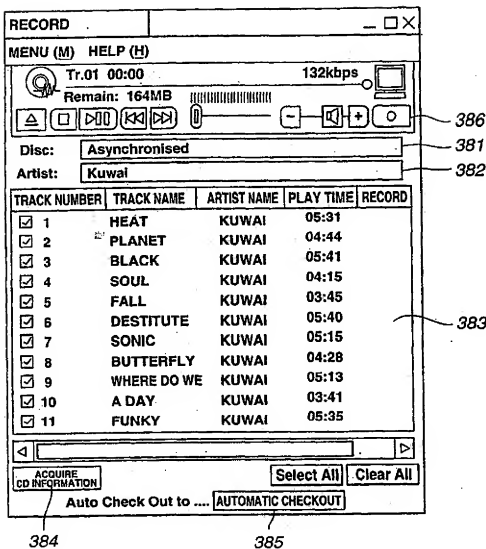 RECORD
MENU (M) HELP (H)
Tr.01 00:00 132kbps
Remain: 164MB
386
Disc: Asynchronised
381
Artist: Kuwai
382
TRACK NUMBER TRACK NAME ARTIST NAME PLAY TIME RECORD
1 HEAT KUWAI 05:31
2 PLANET KUWAI 04:44
3 BLACK KUWAI 05:41
4 SOUL KUWAI 04:15
5 FALL KUWAI 03:45
6 DESTITUTE KUWAI 05:40
7 SONIC KUWAI 05:15
8 BUTTERFLY KUWAI 04:28
9 WHERE DO WE KUWAI 05:13
10 A DAY KUWAI 03:41
11 FUNKY KUWAI 05:35
383
ACQUIRE
CD INFORMATION
Select All Clear All
Auto Check Out to .... AUTOMATIC CHECKOUT
384 385